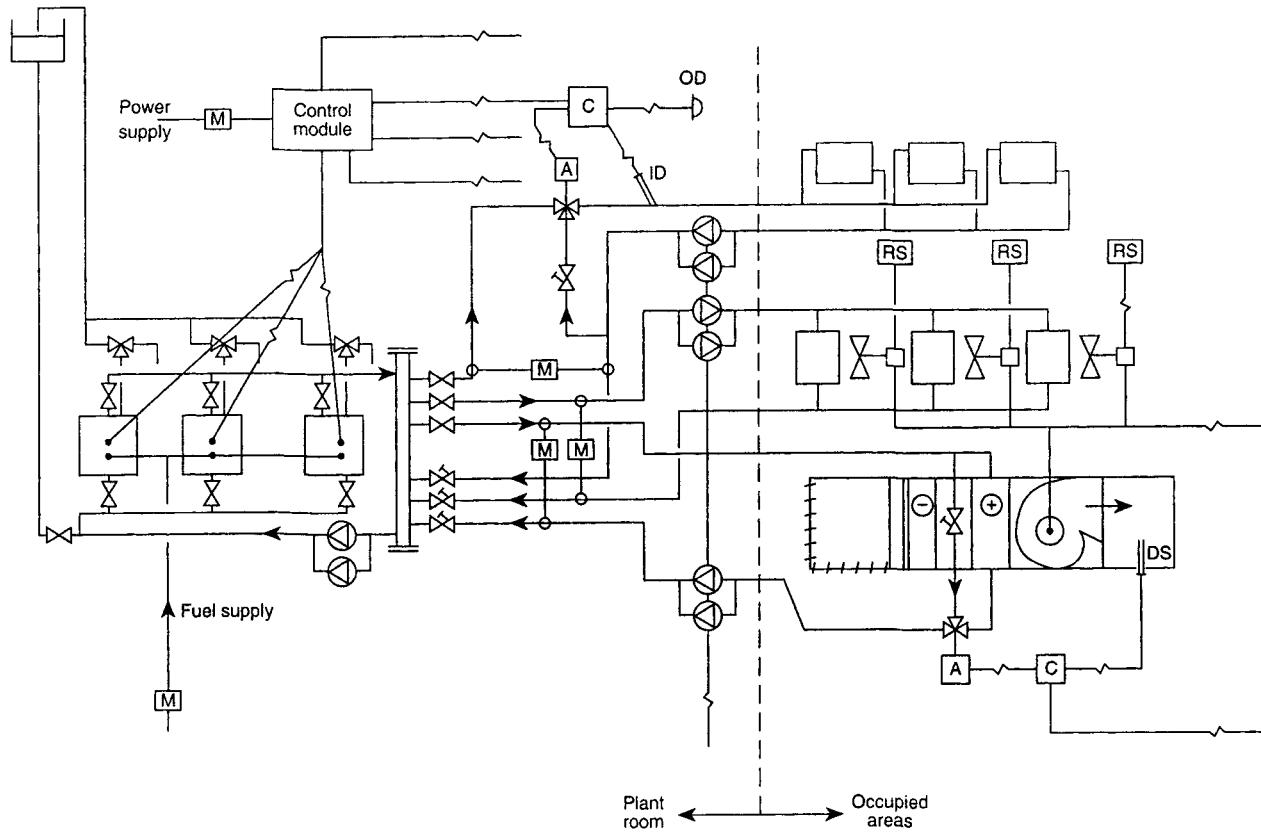 OD
Power
supply
M
Control
module
C
A
ID
RS
RS
RS
M
M
M
DS
Fuel supply
A
C
M
Plant
room
Occupied
areas